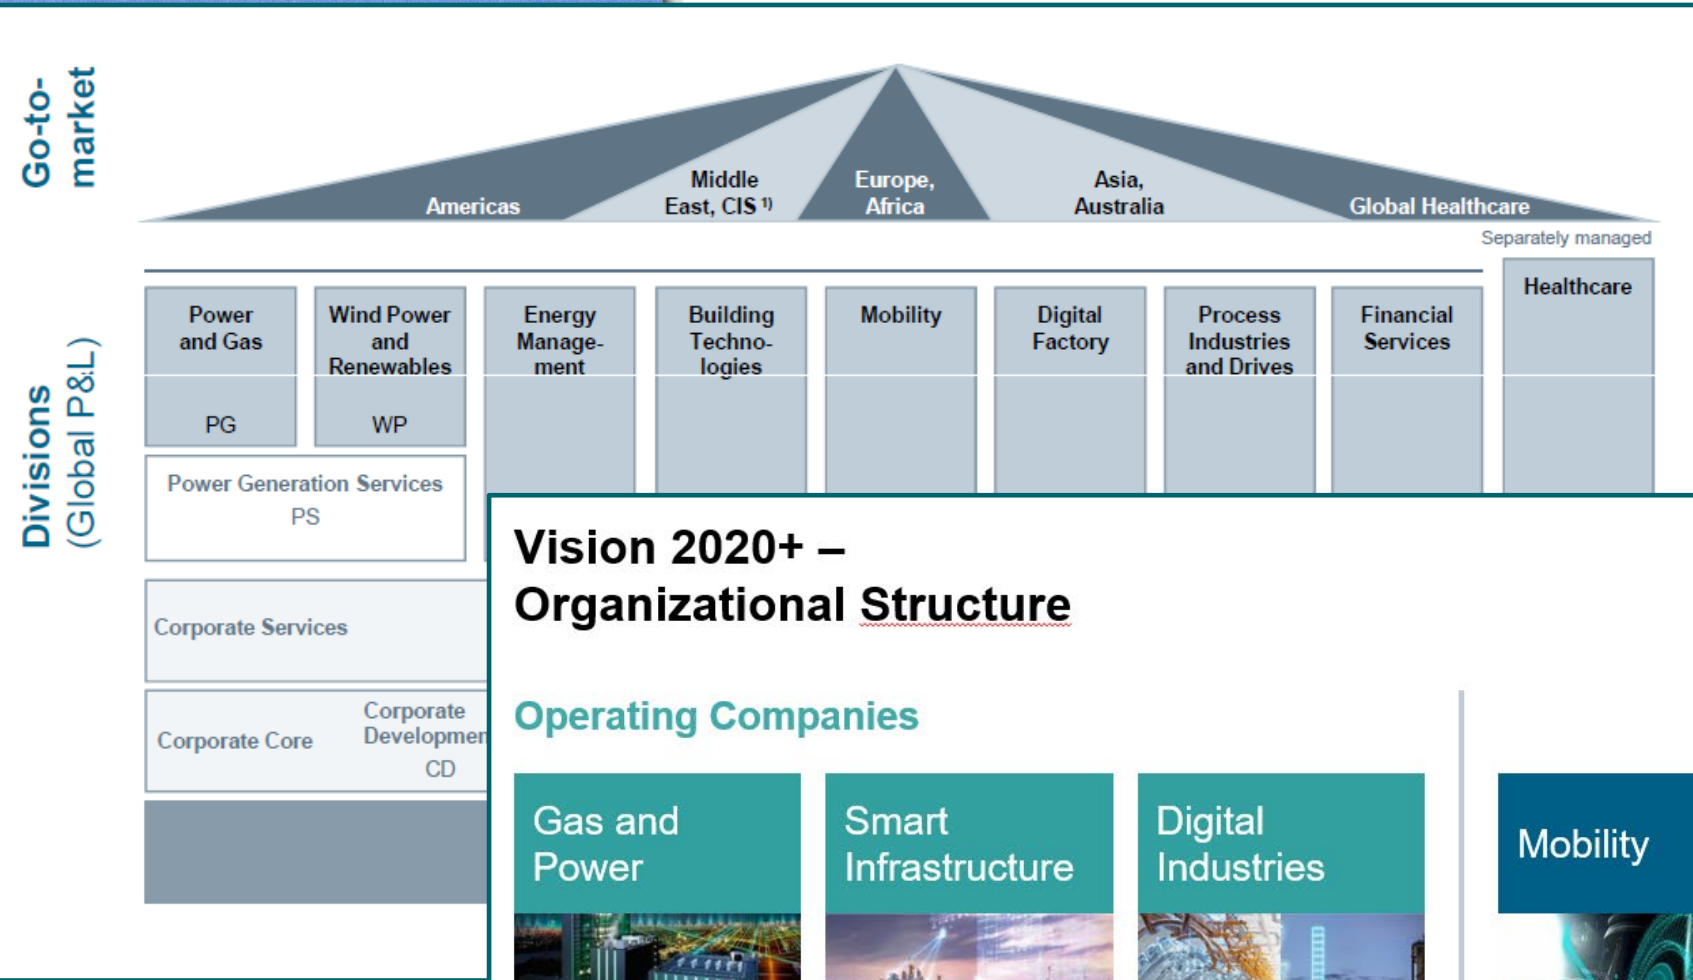 Go-to-
market
Americas
Middle
East, CIS 1)
Europe,
Africa
Asia,
Australia
Global Healthcare
Separately managed
Divisions
(Global P&L)
Power
and Gas
PG
Wind Power
and
Renewables
WP
Energy
Manage-
ment
Building
Techno-
logies
Mobility
Digital
Factory
Process
Industries
and Drives
Financial
Services
Healthcare
Power Generation Services
PS
Corporate Services
Corporate Core
Corporate
Developmen
CD
Vision 2020+ –
Organizational Structure
Operating Companies
Gas and
Power
Smart
Infrastructure
Digital
Industries
Mobility